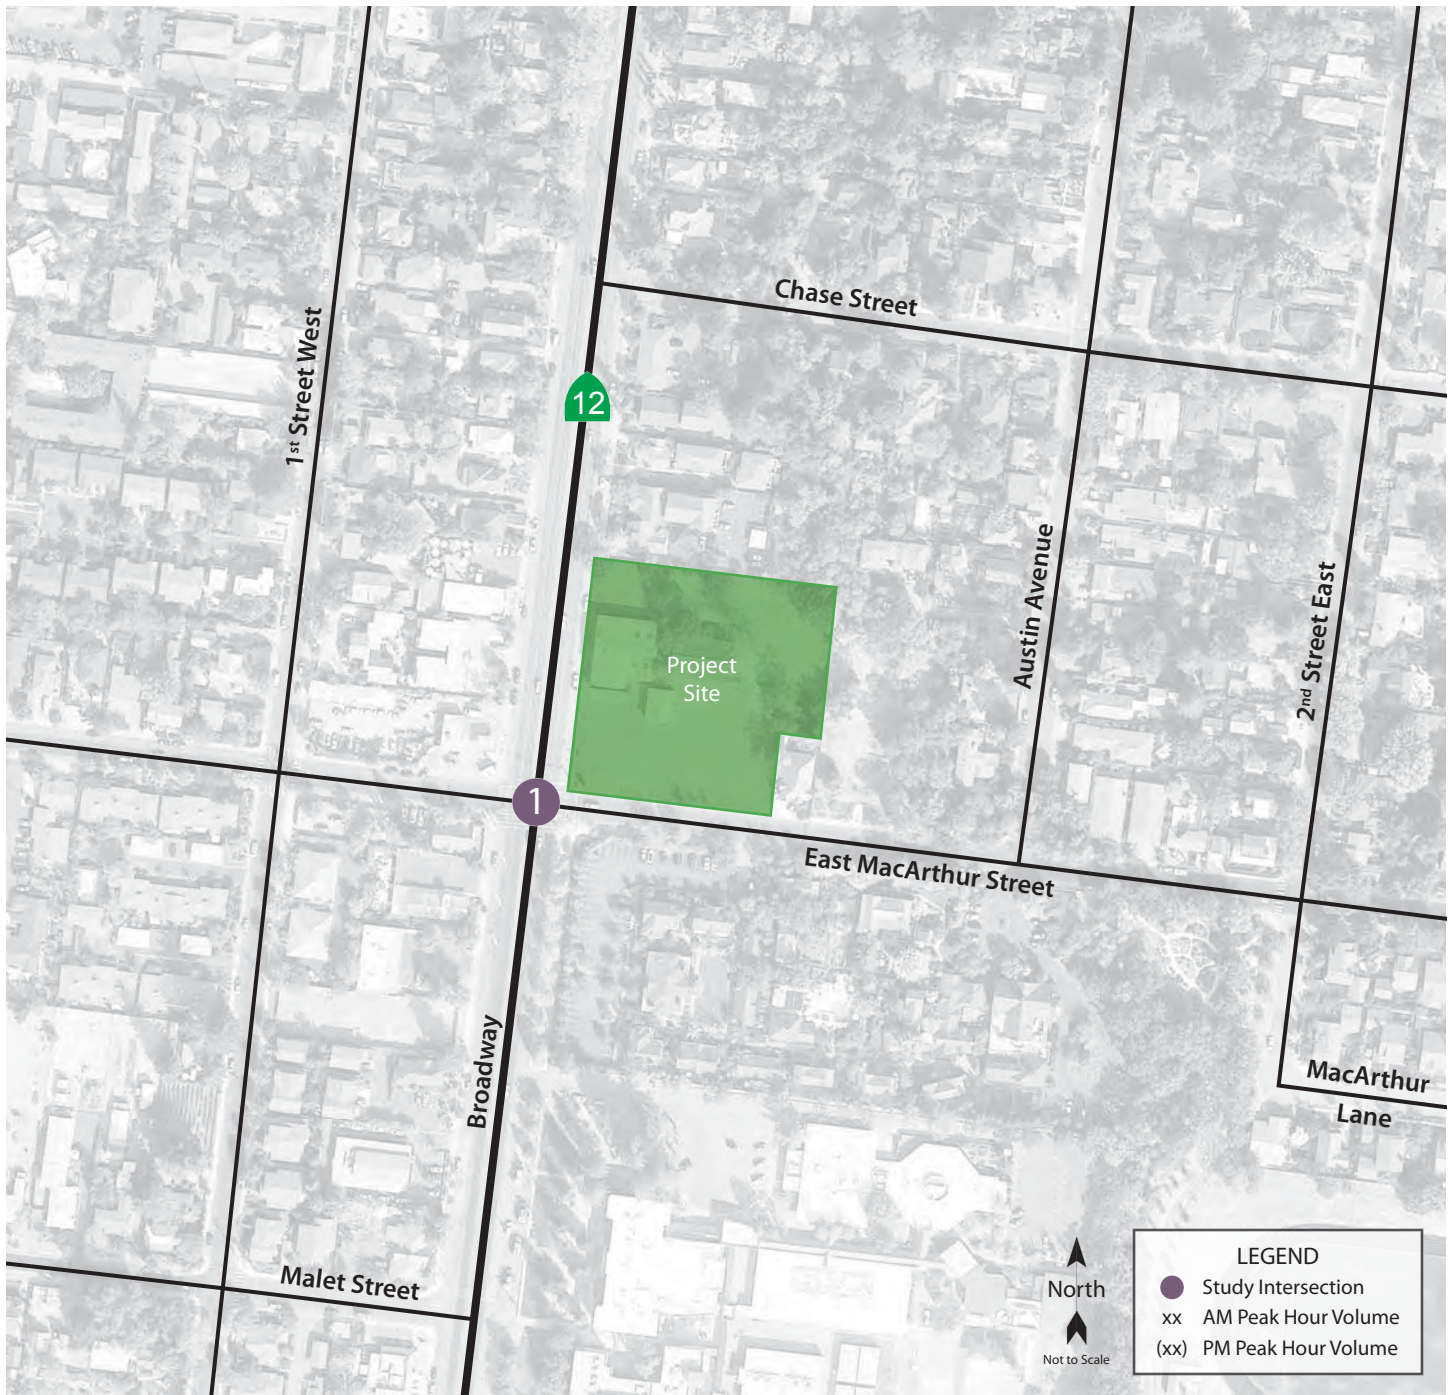 Chase Street
1st Street West
12
Austin Avenue
2nd Street East
Project
Site
1
East MacArthur Street
Broadway
MacArthur
Lane
Malet Street
North
Not to Scale
LEGEND
Study Intersection
xx AM Peak Hour Volume
(xx) PM Peak Hour Volume